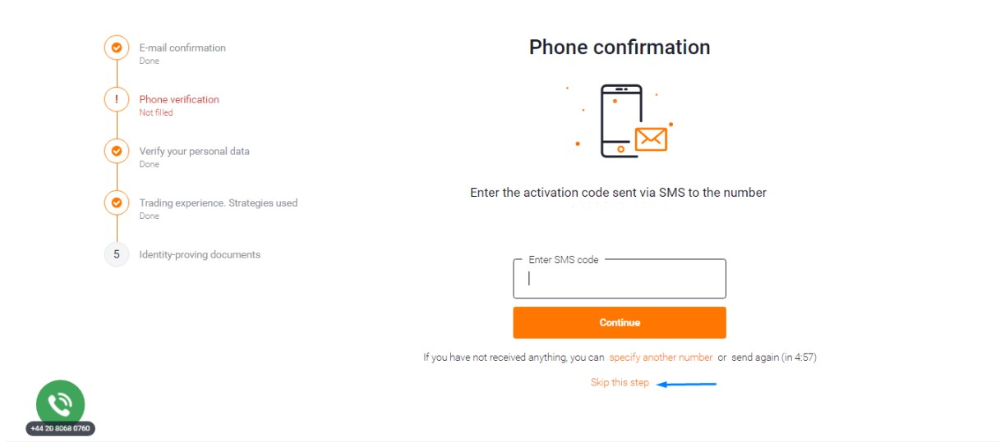 E-mail confirmation
Done
!
Phone verification
Not filled
Verify your personal data
Done
Trading experience. Strategies used
Done
5
Identity-proving documents
Phone confirmation
Enter the activation code sent via SMS to the number
Enter SMS code
Continue
If you have not received anything, you can specify another number or send again (in 4:57)
Skip this step
+44 20 8068 0760